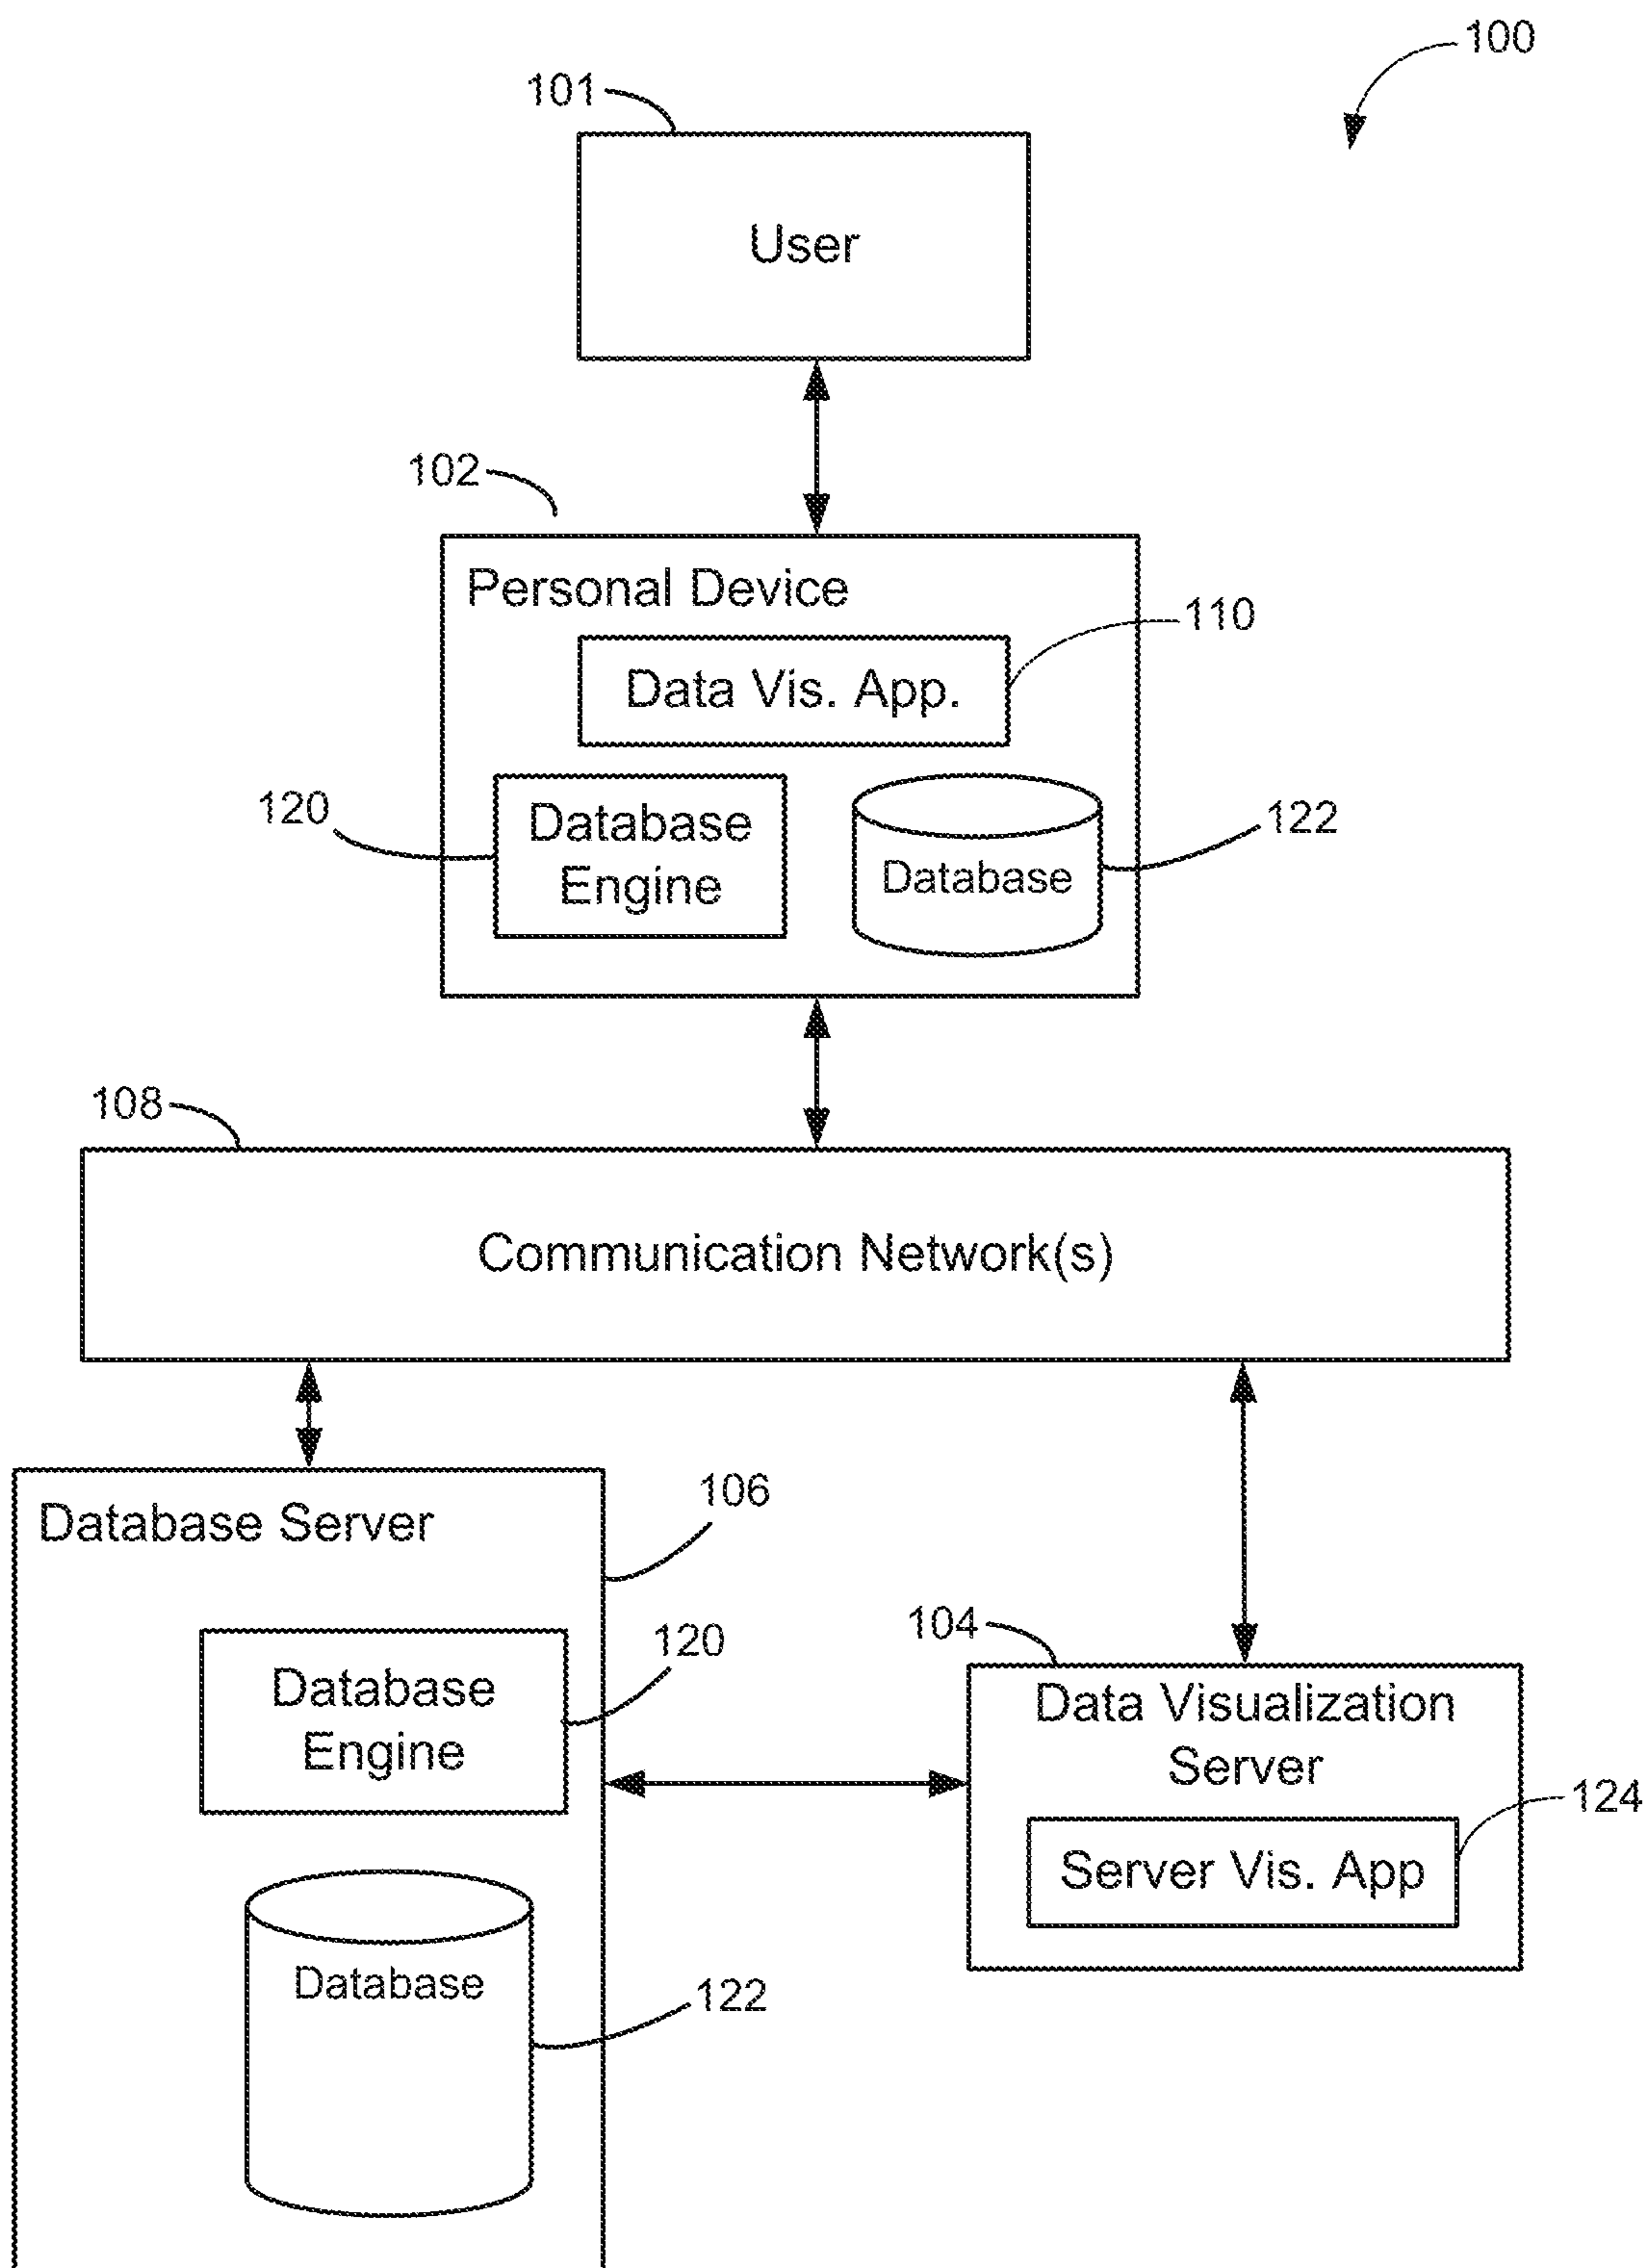 100
101
User
102
Personal Device
110
Data Vis. App.
120
Database
Engine
122
Database
108
Communication Network(s)
106
Database Server
120
Database
Engine
104
Data Visualization
Server
124
Server Vis. App
Database
122